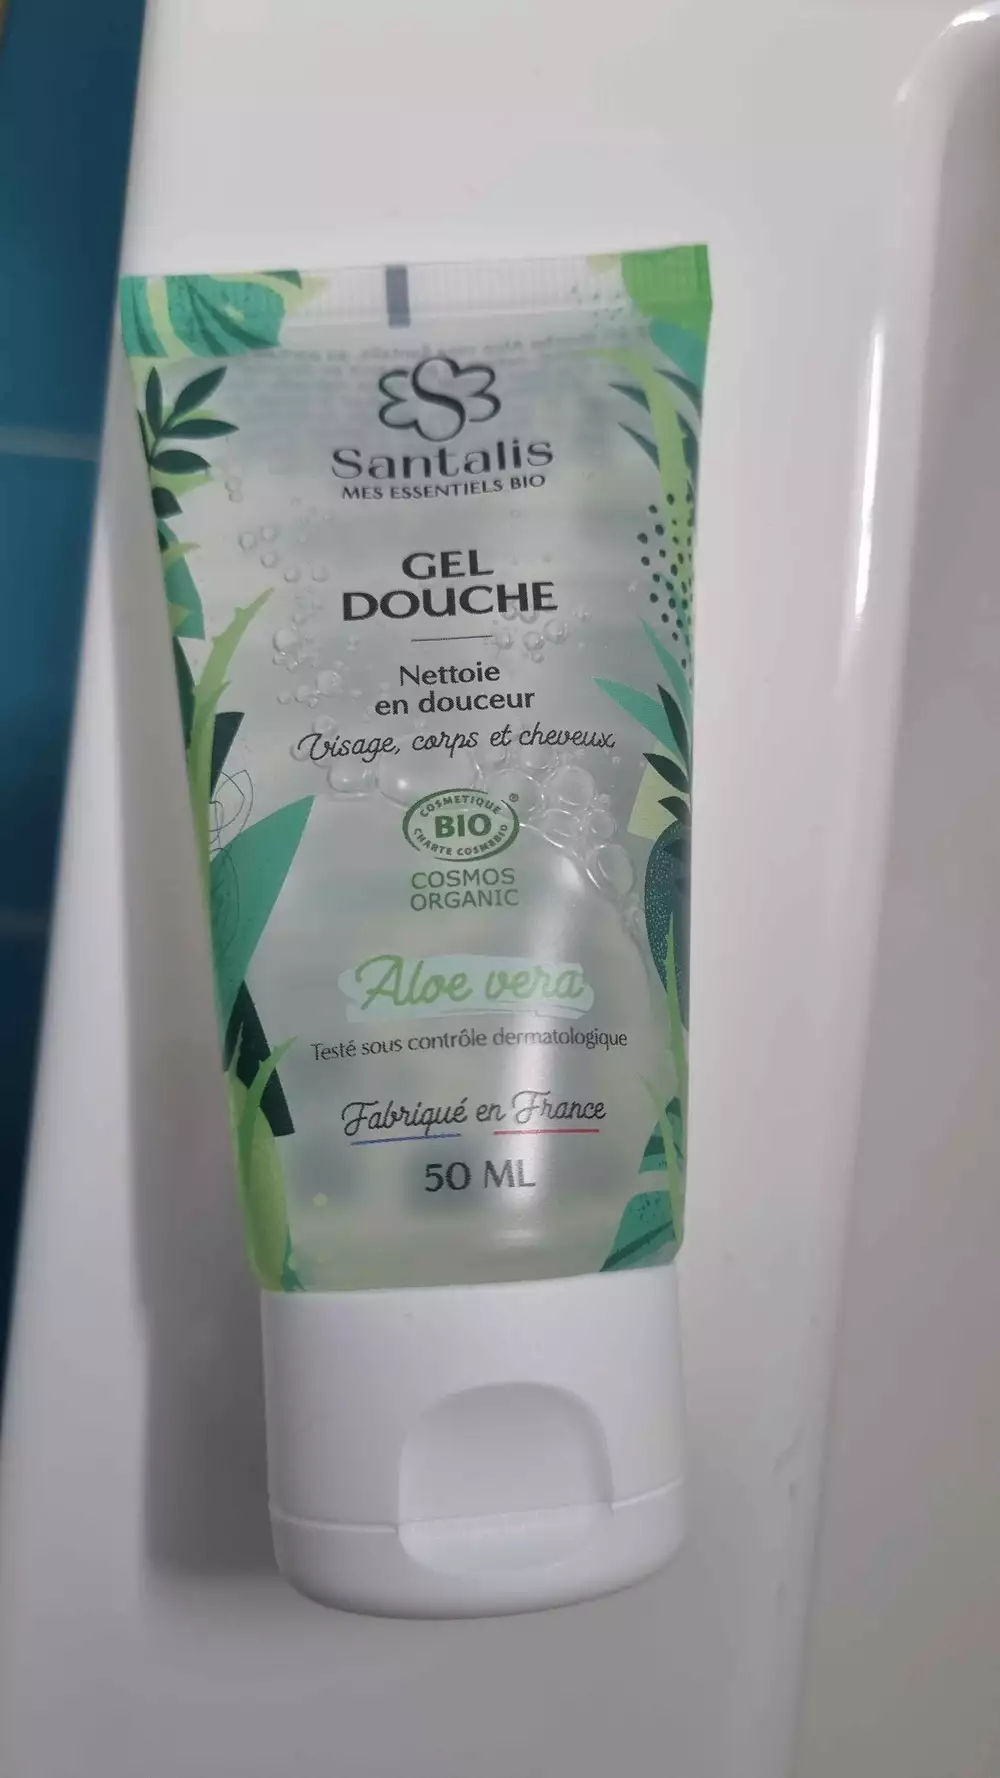 Santalis
MES ESSENTIELS BIO
GEL
DOUCHE
Nettoie
en douceur
Visage, corps et cheveux
COSMETIQUE
®
BIO
CHARTE COSMEBIO
COSMOS
ORGANIC
Aloe vera
Testé sous contrôle dermatologique
Fabriqué en France
50 ML